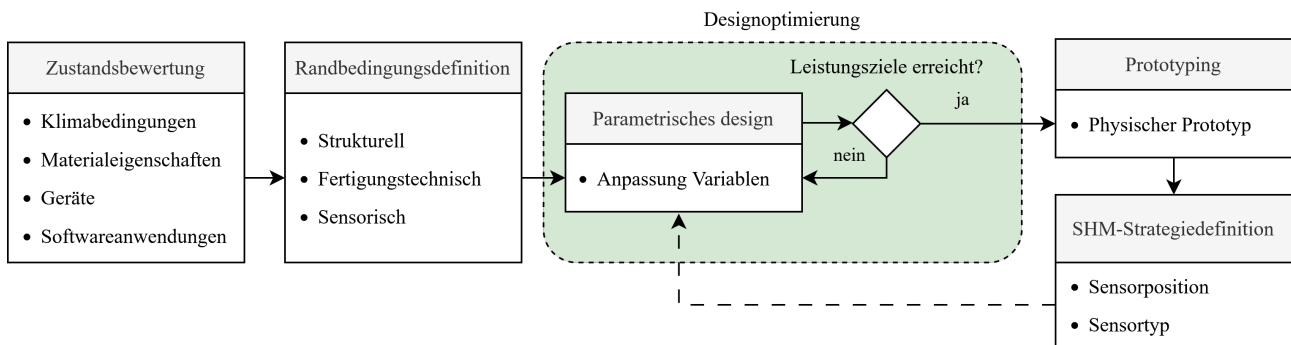 Designoptimierung
Zustandsbewertung
• Klimabedingungen
• Materialeigenschaften
• Geräte
• Softwareanwendungen
Randbedingungsdefinition
• Strukturell
• Fertigungstechnisch
• Sensorisch
Parametrisches design
• Anpassung Variablen
Leistungsziele erreicht?
ja
nein
Prototyping
• Physischer Prototyp
SHM-Strategiedefinition
• Sensorposition
• Sensortyp